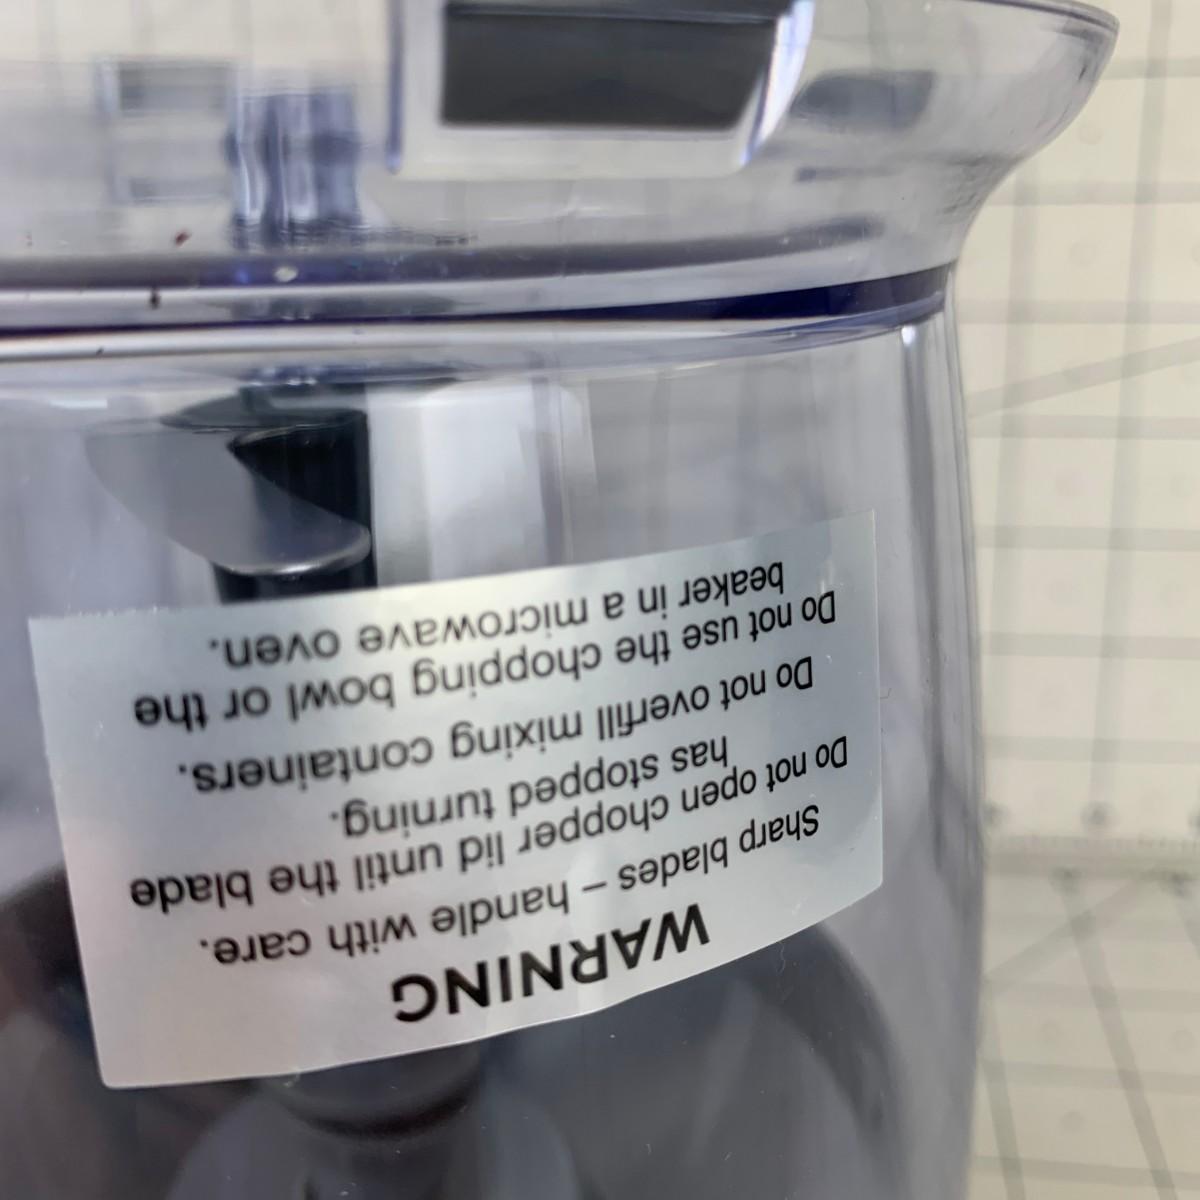 WARNING
Sharp blades – handle with care.
Do not open chopper lid until the blade
has stopped turning.
Do not overfill mixing containers.
Do not use the chopping bowl or the
beaker in a microwave oven.